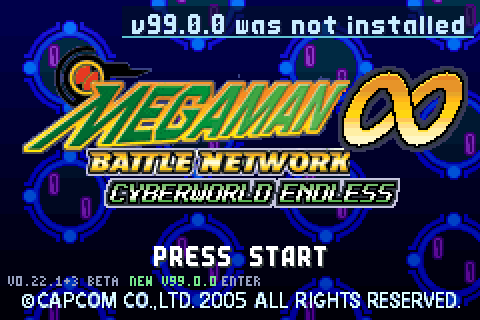 v99.0.0 was not installed
MEGAMAN ∞
BATTLE NETWORK
CYBERWORLD ENDLESS
PRESS START
V0.22.1+3 BETA NEW V99.0.0 ENTER
©CAPCOM CO.,LTD. 2005 ALL RIGHTS RESERVED.